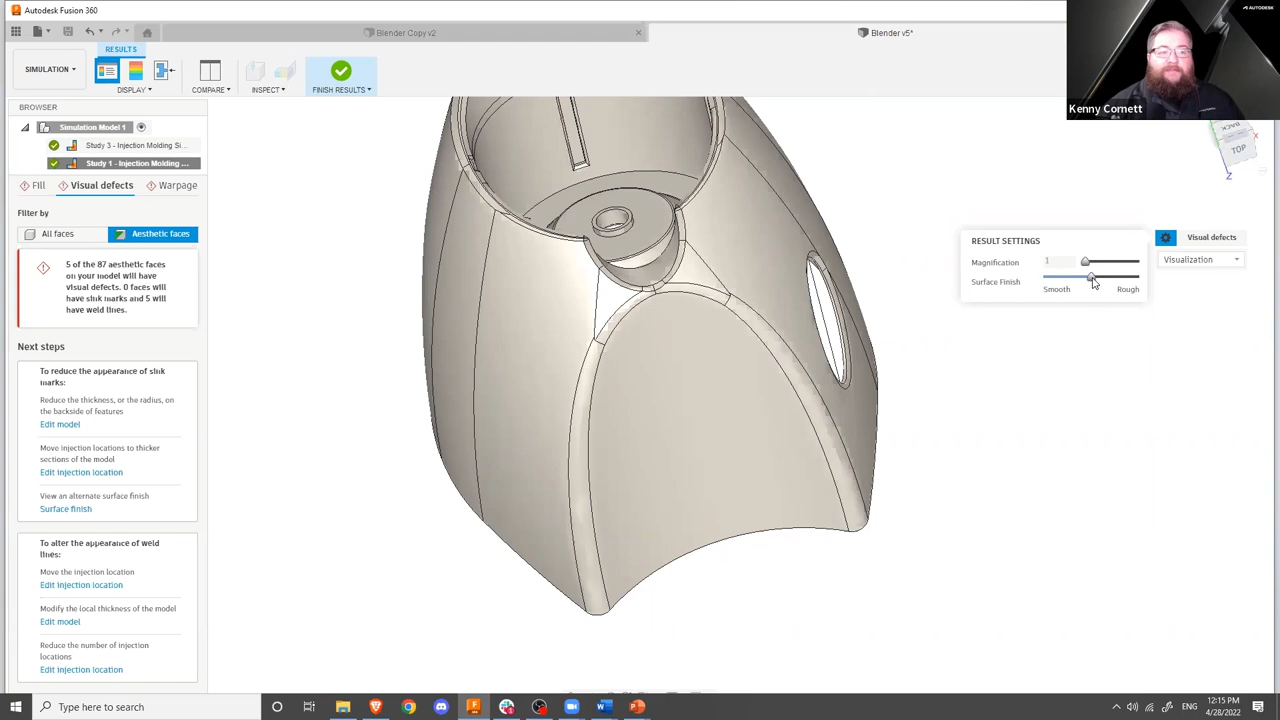 Autodesk Fusion 360
AUTODESK
Blender Copy v2
Blender v5*
RESULTS
SIMULATION
DISPLAY
COMPARE
INSPECT
FINISH RESULTS
Kenny Cornett
BROWSER
Simulation Model 1
Study 3 - Injection Molding Si...
Study 1 - Injection Molding ...
Fill
Visual defects
Warpage
Filter by
All faces
Aesthetic faces
5 of the 87 aesthetic faces
on your model will have
visual defects. 0 faces will
have sink marks and 5 will
have weld lines.
Next steps
To reduce the appearance of sink
marks:
Reduce the thickness, or the radius, on
the backside of features
Edit model
Move injection locations to thicker
sections of the model
Edit injection location
View an alternate surface finish
Surface finish
To alter the appearance of weld
lines:
Move the injection location
Edit injection location
Modify the local thickness of the model
Edit model
Reduce the number of injection
locations
Edit injection location
BACK
TOP
X
Z
RESULT SETTINGS
Magnification
1
Surface Finish
Smooth
Rough
Visual defects
Visualization
Type here to search
ENG
12:15 PM
4/28/2022